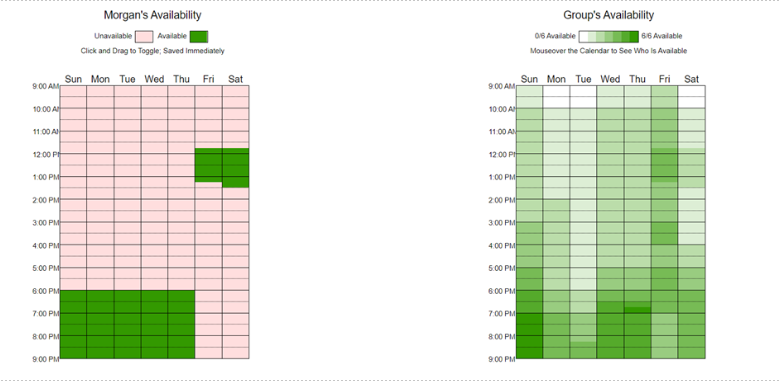 Morgan's Availability
Unavailable Available
Click and Drag to Toggle; Saved Immediately
Sun Mon Tue Wed Thu Fri Sat
9:00 AM
10:00 AM
11:00 AM
12:00 PM
1:00 PM
2:00 PM
3:00 PM
4:00 PM
5:00 PM
6:00 PM
7:00 PM
8:00 PM
9:00 PM
Group's Availability
0/6 Available 6/6 Available
Mouseover the Calendar to See Who Is Available
Sun Mon Tue Wed Thu Fri Sat
9:00 AM
10:00 AM
11:00 AM
12:00 PM
1:00 PM
2:00 PM
3:00 PM
4:00 PM
5:00 PM
6:00 PM
7:00 PM
8:00 PM
9:00 PM